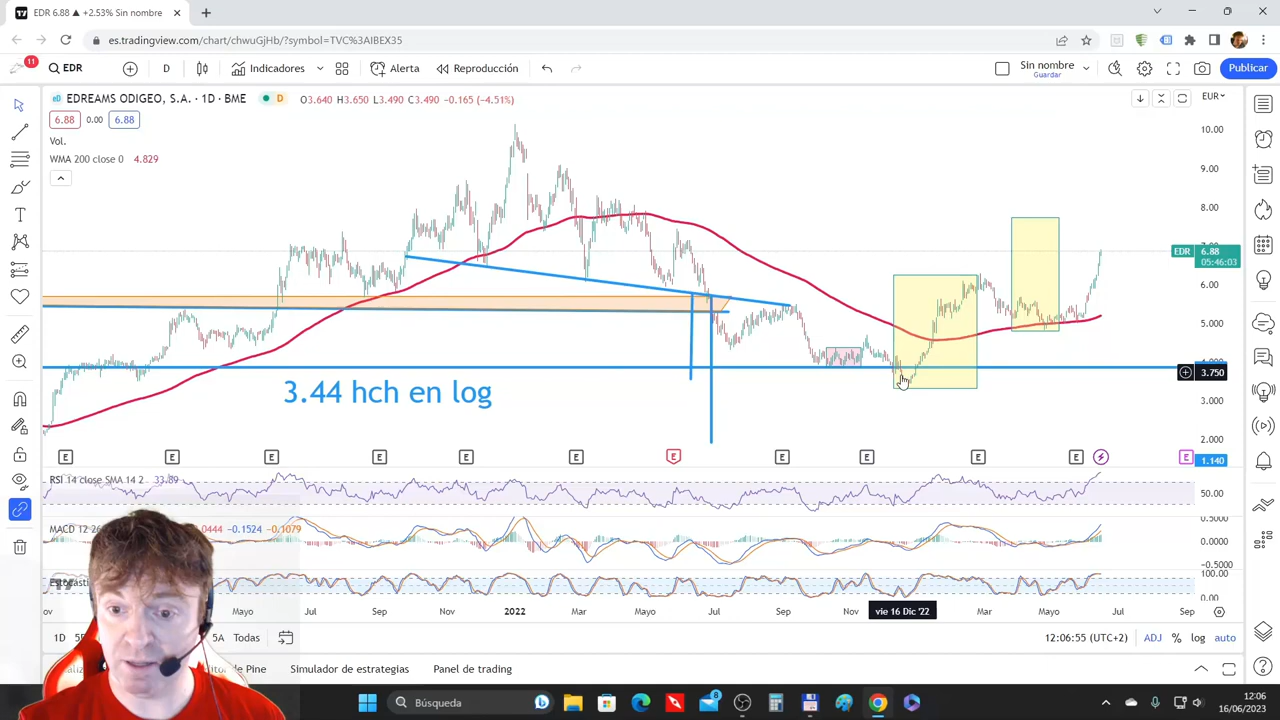 EDR 6.88 ▲ +2.53% Sin nombre
es.tradingview.com/chart/chwuGjHb/?symbol=TVC%3AIBEX35
11
EDR
D
Indicadores
Alerta
Reproducción
Sin nombre
Guardar
Publicar
EDREAMS ODIGEO, S.A. · 1D · BME
D
O3.640 H3.650 L3.490 C3.490 -0.165 (-4.51%)
EUR
6.88
0.00
6.88
Vol.
WMA 200 close 0 4.829
10.00
9.00
8.00
EDR
6.88
05:46:03
6.00
5.00
3.750
3.00
2.00
1.140
3.44 hch en log
E
E
E
E
E
E
E
E
E
E
E
E
RSI 14 close SMA 14 2 33.89
50.00
MACD 12 26
0444 −0.1524 −0.1079
0.5000
0.0000
-0.5000
100.00
0.00
Mayo
Jul
Sep
Nov
2022
Mar
Mayo
Jul
Sep
Nov
vie 16 Dic '22
Mar
Mayo
Jul
Sep
1D
5A
Todas
12:06:55 (UTC+2)
ADJ
%
log
auto
de Pine
Simulador de estrategias
Panel de trading
Búsqueda
8
12:06
16/06/2023